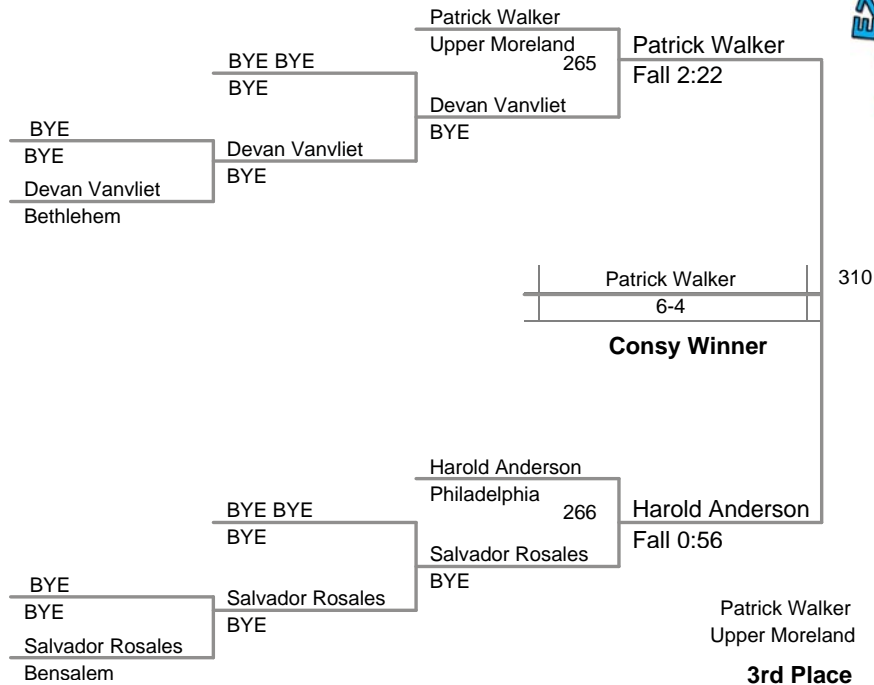 Patrick Walker
Upper Moreland
265
Patrick Walker
Fall 2:22
BYE BYE
BYE
Devan Vanvliet
BYE
BYE
BYE
Devan Vanvliet
BYE
Devan Vanvliet
Bethlehem
Patrick Walker
310
6-4
Consy Winner
Harold Anderson
Philadelphia
266
Harold Anderson
Fall 0:56
BYE BYE
BYE
Salvador Rosales
BYE
BYE
BYE
Salvador Rosales
BYE
Salvador Rosales
Bensalem
Patrick Walker
Upper Moreland
3rd Place